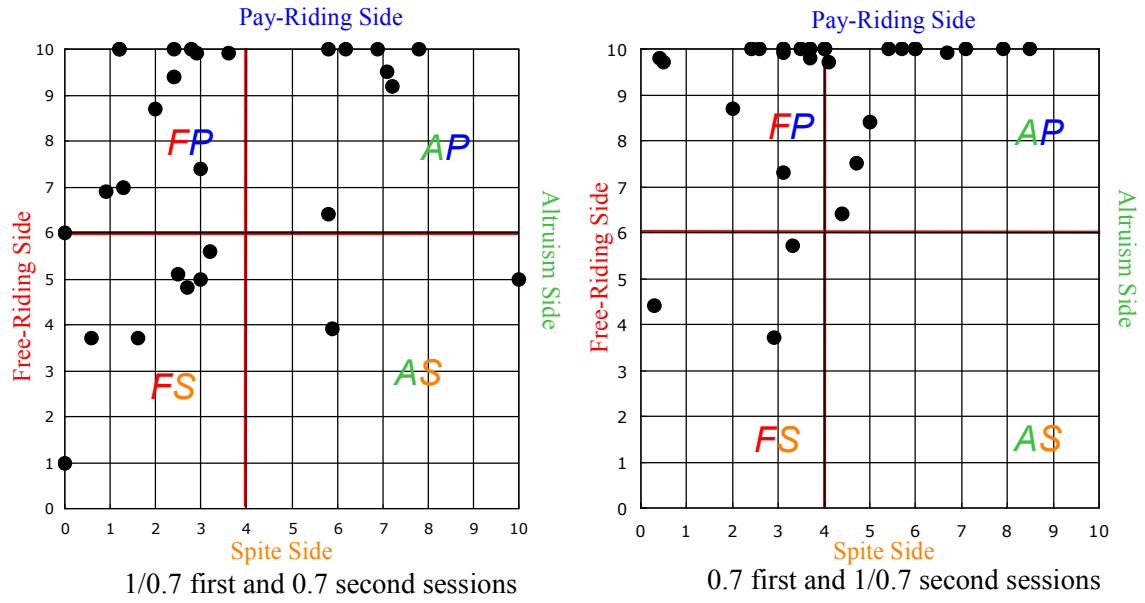 Pay-Riding Side
10
9
8
7
6
5
4
3
2
1
0
0 1 2 3 4 5 6 7 8 9 10
Free-Riding Side
Altruism Side
FP
AP
FS
AS
Spite Side
1/0.7 first and 0.7 second sessions
Pay-Riding Side
10
9
8
7
6
5
4
3
2
1
0
0 1 2 3 4 5 6 7 8 9 10
Free-Riding Side
Altruism Side
FP
AP
FS
AS
Spite Side
0.7 first and 1/0.7 second sessions